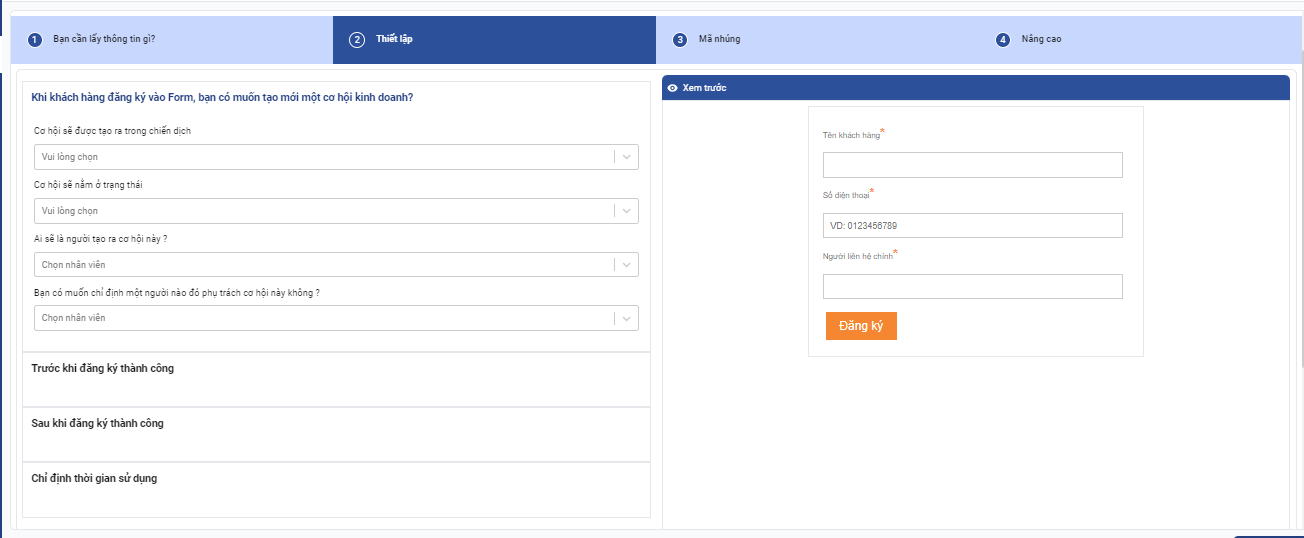 1 Bạn cần lấy thông tin gì?
2 Thiết lập
3 Mã nhúng
4 Nâng cao
Khi khách hàng đăng ký vào Form, bạn có muốn tạo mới một cơ hội kinh doanh?
Cơ hội sẽ được tạo ra trong chiến dịch
Vui lòng chọn
Cơ hội sẽ nằm ở trạng thái
Vui lòng chọn
Ai sẽ là người tạo ra cơ hội này ?
Chọn nhân viên
Bạn có muốn chỉ định một người nào đó phụ trách cơ hội này không ?
Chọn nhân viên
Trước khi đăng ký thành công
Sau khi đăng ký thành công
Chỉ định thời gian sử dụng
Xem trước
Tên khách hàng*
Số điện thoại*
VD: 0123456789
Người liên hệ chính*
Đăng ký